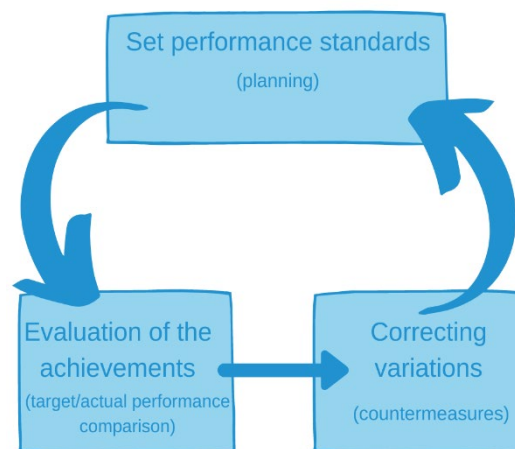 Set performance standards
(planning)
Evaluation of the
achievements
(target/actual performance
comparison)
Correcting
variations
(countermeasures)